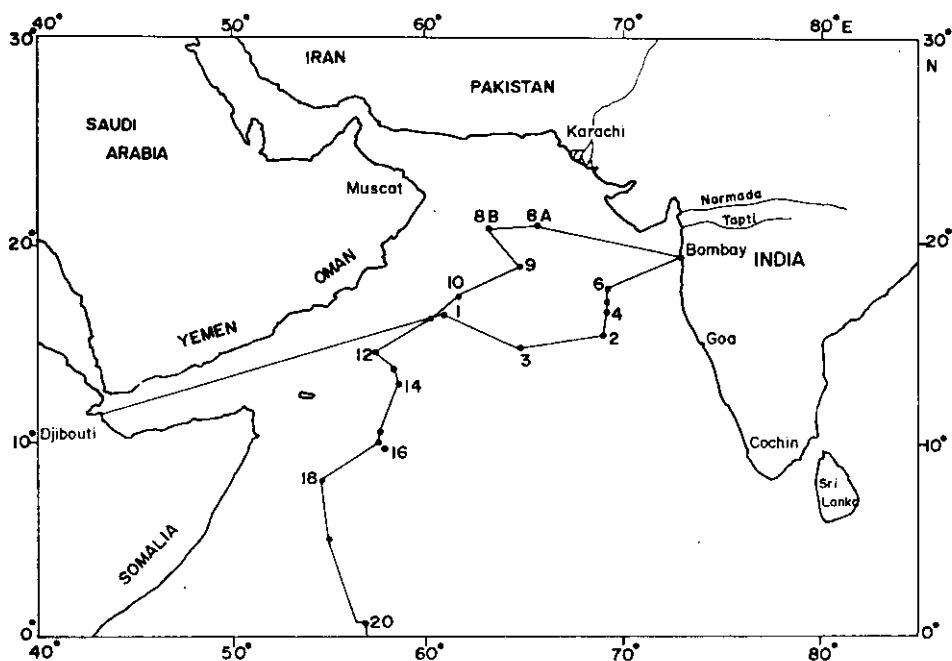 40° 50° 60° 70° 80° E
30° 30°
N
IRAN
PAKISTAN
SAUDI
ARABIA
Karachi
Muscat
Narmada
Tapti
8B 8A
20° 20°
Bombay
INDIA
OMAN
9
6
10
1
4
YEMEN
2
Goa
12
3
14
Djibouti
10° 10°
Cochin
16
18
Sri
Lanka
SOMALIA
20
0° 0°
40° 50° 60° 70° 80°